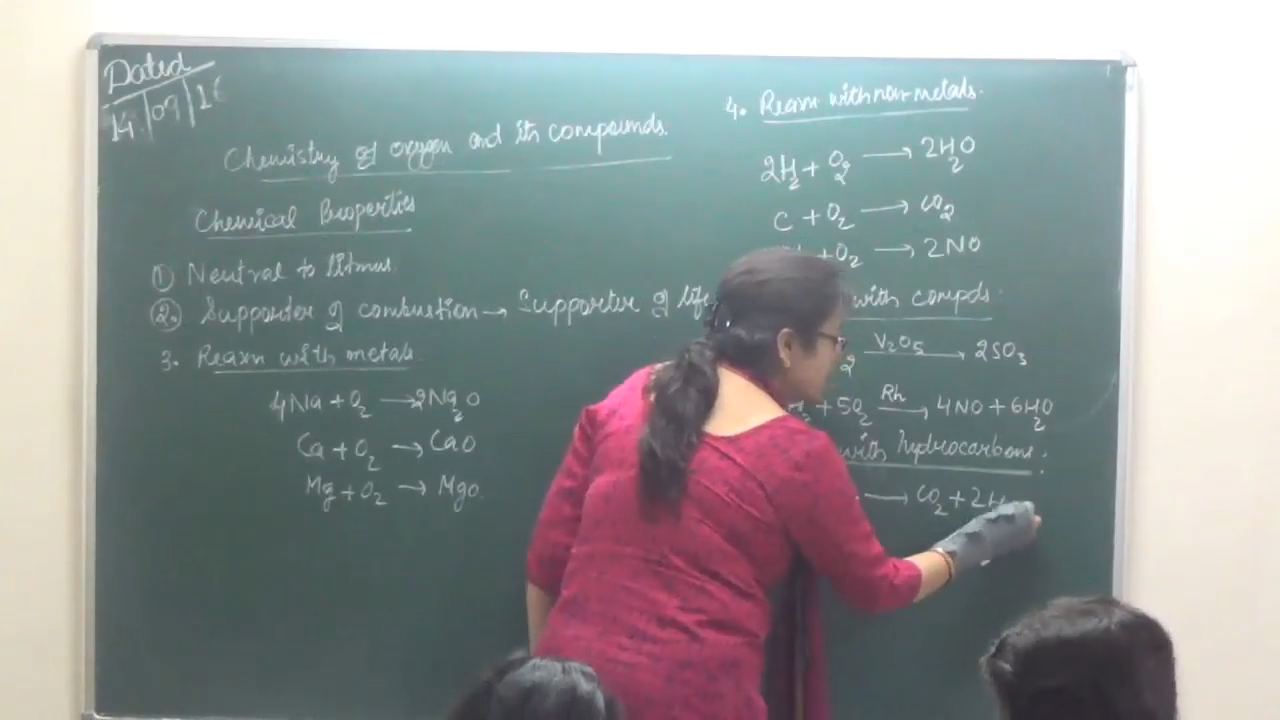 Dated
14/09/16
Chemistry of oxygen and its compounds.
Chemical Properties
① Neutral to litmus.
②. Supporter of combustion → Supporter of life
3. Reaxn with metals.
4Na + O₂ → 2Na₂O
Ca + O₂ → CaO
Mg + O₂ → MgO.
4. Reaxn with non-metals.
2H₂ + O₂ → 2H₂O
C + O₂ → CO₂
+ O₂ → 2NO
with compds.
2 V₂O₅ → 2SO₃
+ 5O₂ Rh → 4NO + 6H₂O
with hydrocarbons.
→ CO₂ + 2H